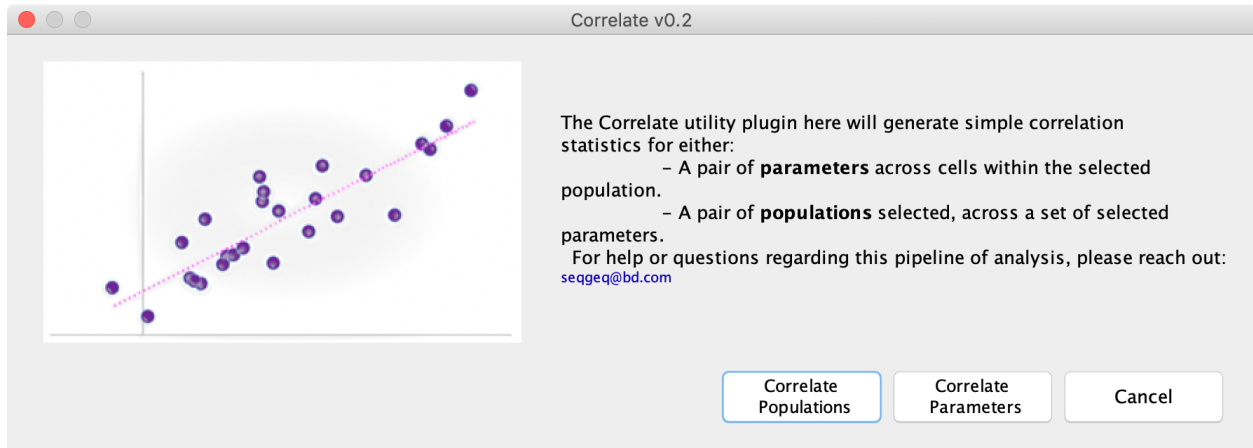 Correlate v0.2
The Correlate utility plugin here will generate simple correlation
statistics for either:
– A pair of parameters across cells within the selected
population.
– A pair of populations selected, across a set of selected
parameters.
For help or questions regarding this pipeline of analysis, please reach out:
seqgeq@bd.com
Correlate
Populations
Correlate
Parameters
Cancel